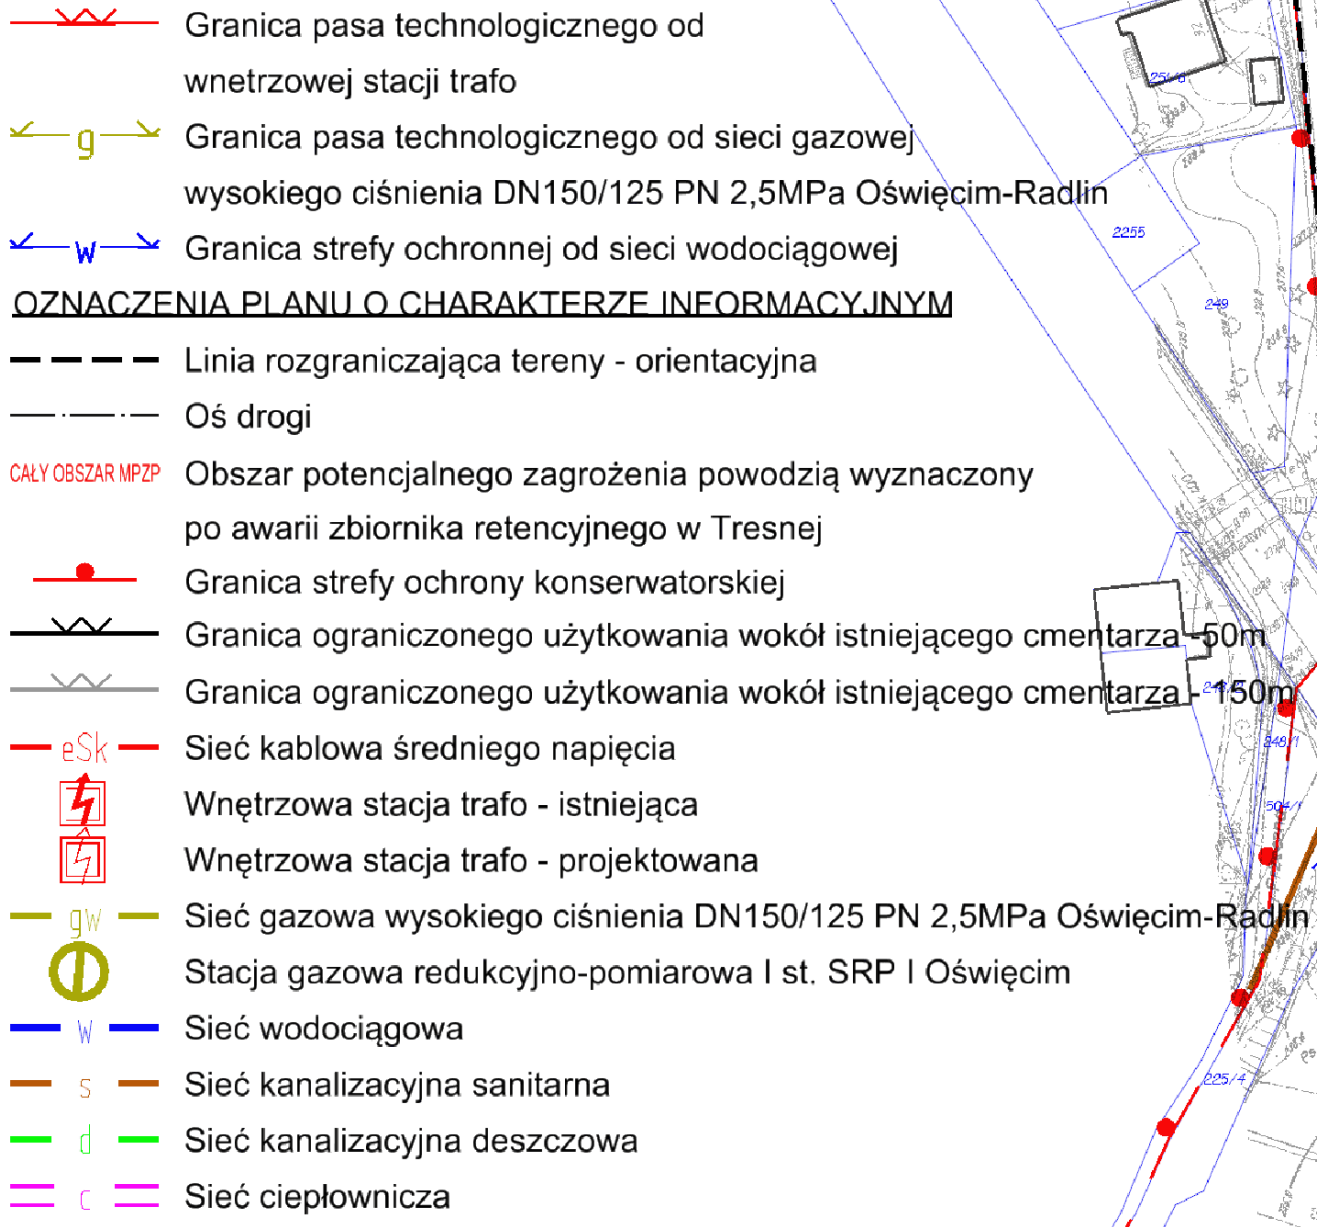 Granica pasa technologicznego od
wnetrzowej stacji trafo
g Granica pasa technologicznego od sieci gazowej
wysokiego ciśnienia DN150/125 PN 2,5MPa Oświęcim-Radlin
w Granica strefy ochronnej od sieci wodociągowej
OZNACZENIA PLANU O CHARAKTERZE INFORMACYJNYM
Linia rozgraniczająca tereny - orientacyjna
Oś drogi
CAŁY OBSZAR MPZP Obszar potencjalnego zagrożenia powodzią wyznaczony
po awarii zbiornika retencyjnego w Tresnej
Granica strefy ochrony konserwatorskiej
Granica ograniczonego użytkowania wokół istniejącego cmentarza -50m
Granica ograniczonego użytkowania wokół istniejącego cmentarza - 150m
eSk Sieć kablowa średniego napięcia
Wnętrzowa stacja trafo - istniejąca
Wnętrzowa stacja trafo - projektowana
gw Sieć gazowa wysokiego ciśnienia DN150/125 PN 2,5MPa Oświęcim-Radlin
Stacja gazowa redukcyjno-pomiarowa I st. SRP I Oświęcim
w Sieć wodociągowa
s Sieć kanalizacyjna sanitarna
d Sieć kanalizacyjna deszczowa
c Sieć ciepłownicza
2255
249
248/1
225/4